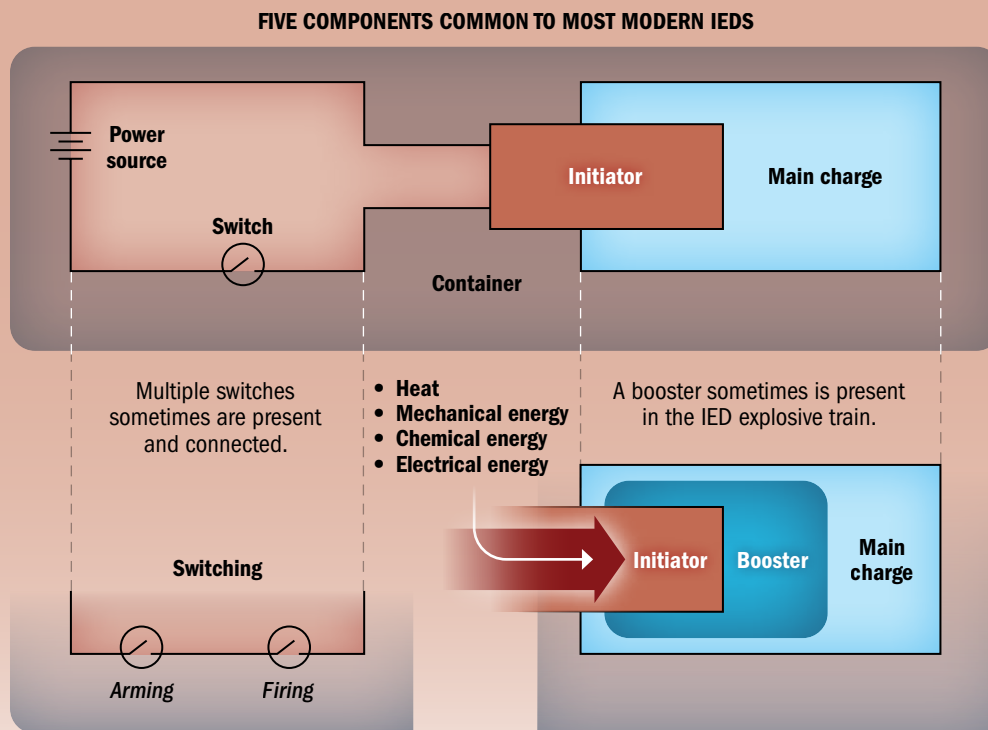 FIVE COMPONENTS COMMON TO MOST MODERN IEDS
Power
source
Switch
Initiator
Main charge
Container
Multiple switches
sometimes are present
and connected.
• Heat
• Mechanical energy
• Chemical energy
• Electrical energy
A booster sometimes is present
in the IED explosive train.
Switching
Arming
Firing
Initiator
Booster
Main
charge